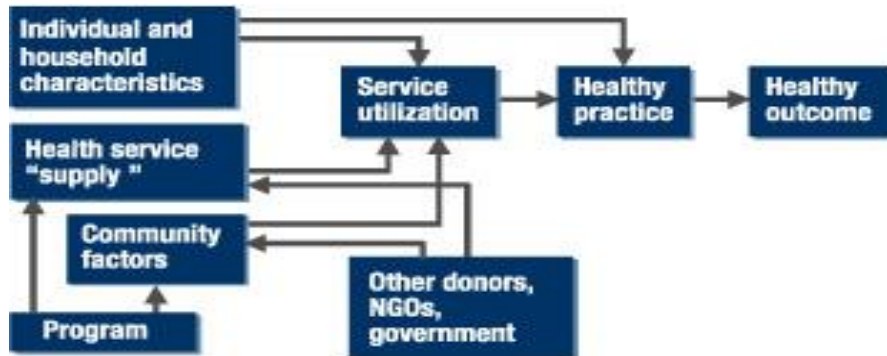 Individual and
household
characteristics
Service
utilization
Healthy
practice
Healthy
outcome
Health service
“supply ”
Community
factors
Other donors,
NGOs,
government
Program